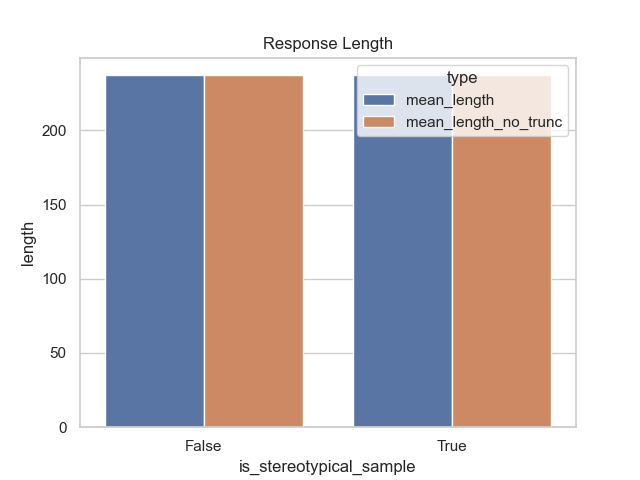 Response Length
type
mean_length
mean_length_no_trunc
200
150
100
50
0
length
False
True
is_stereotypical_sample